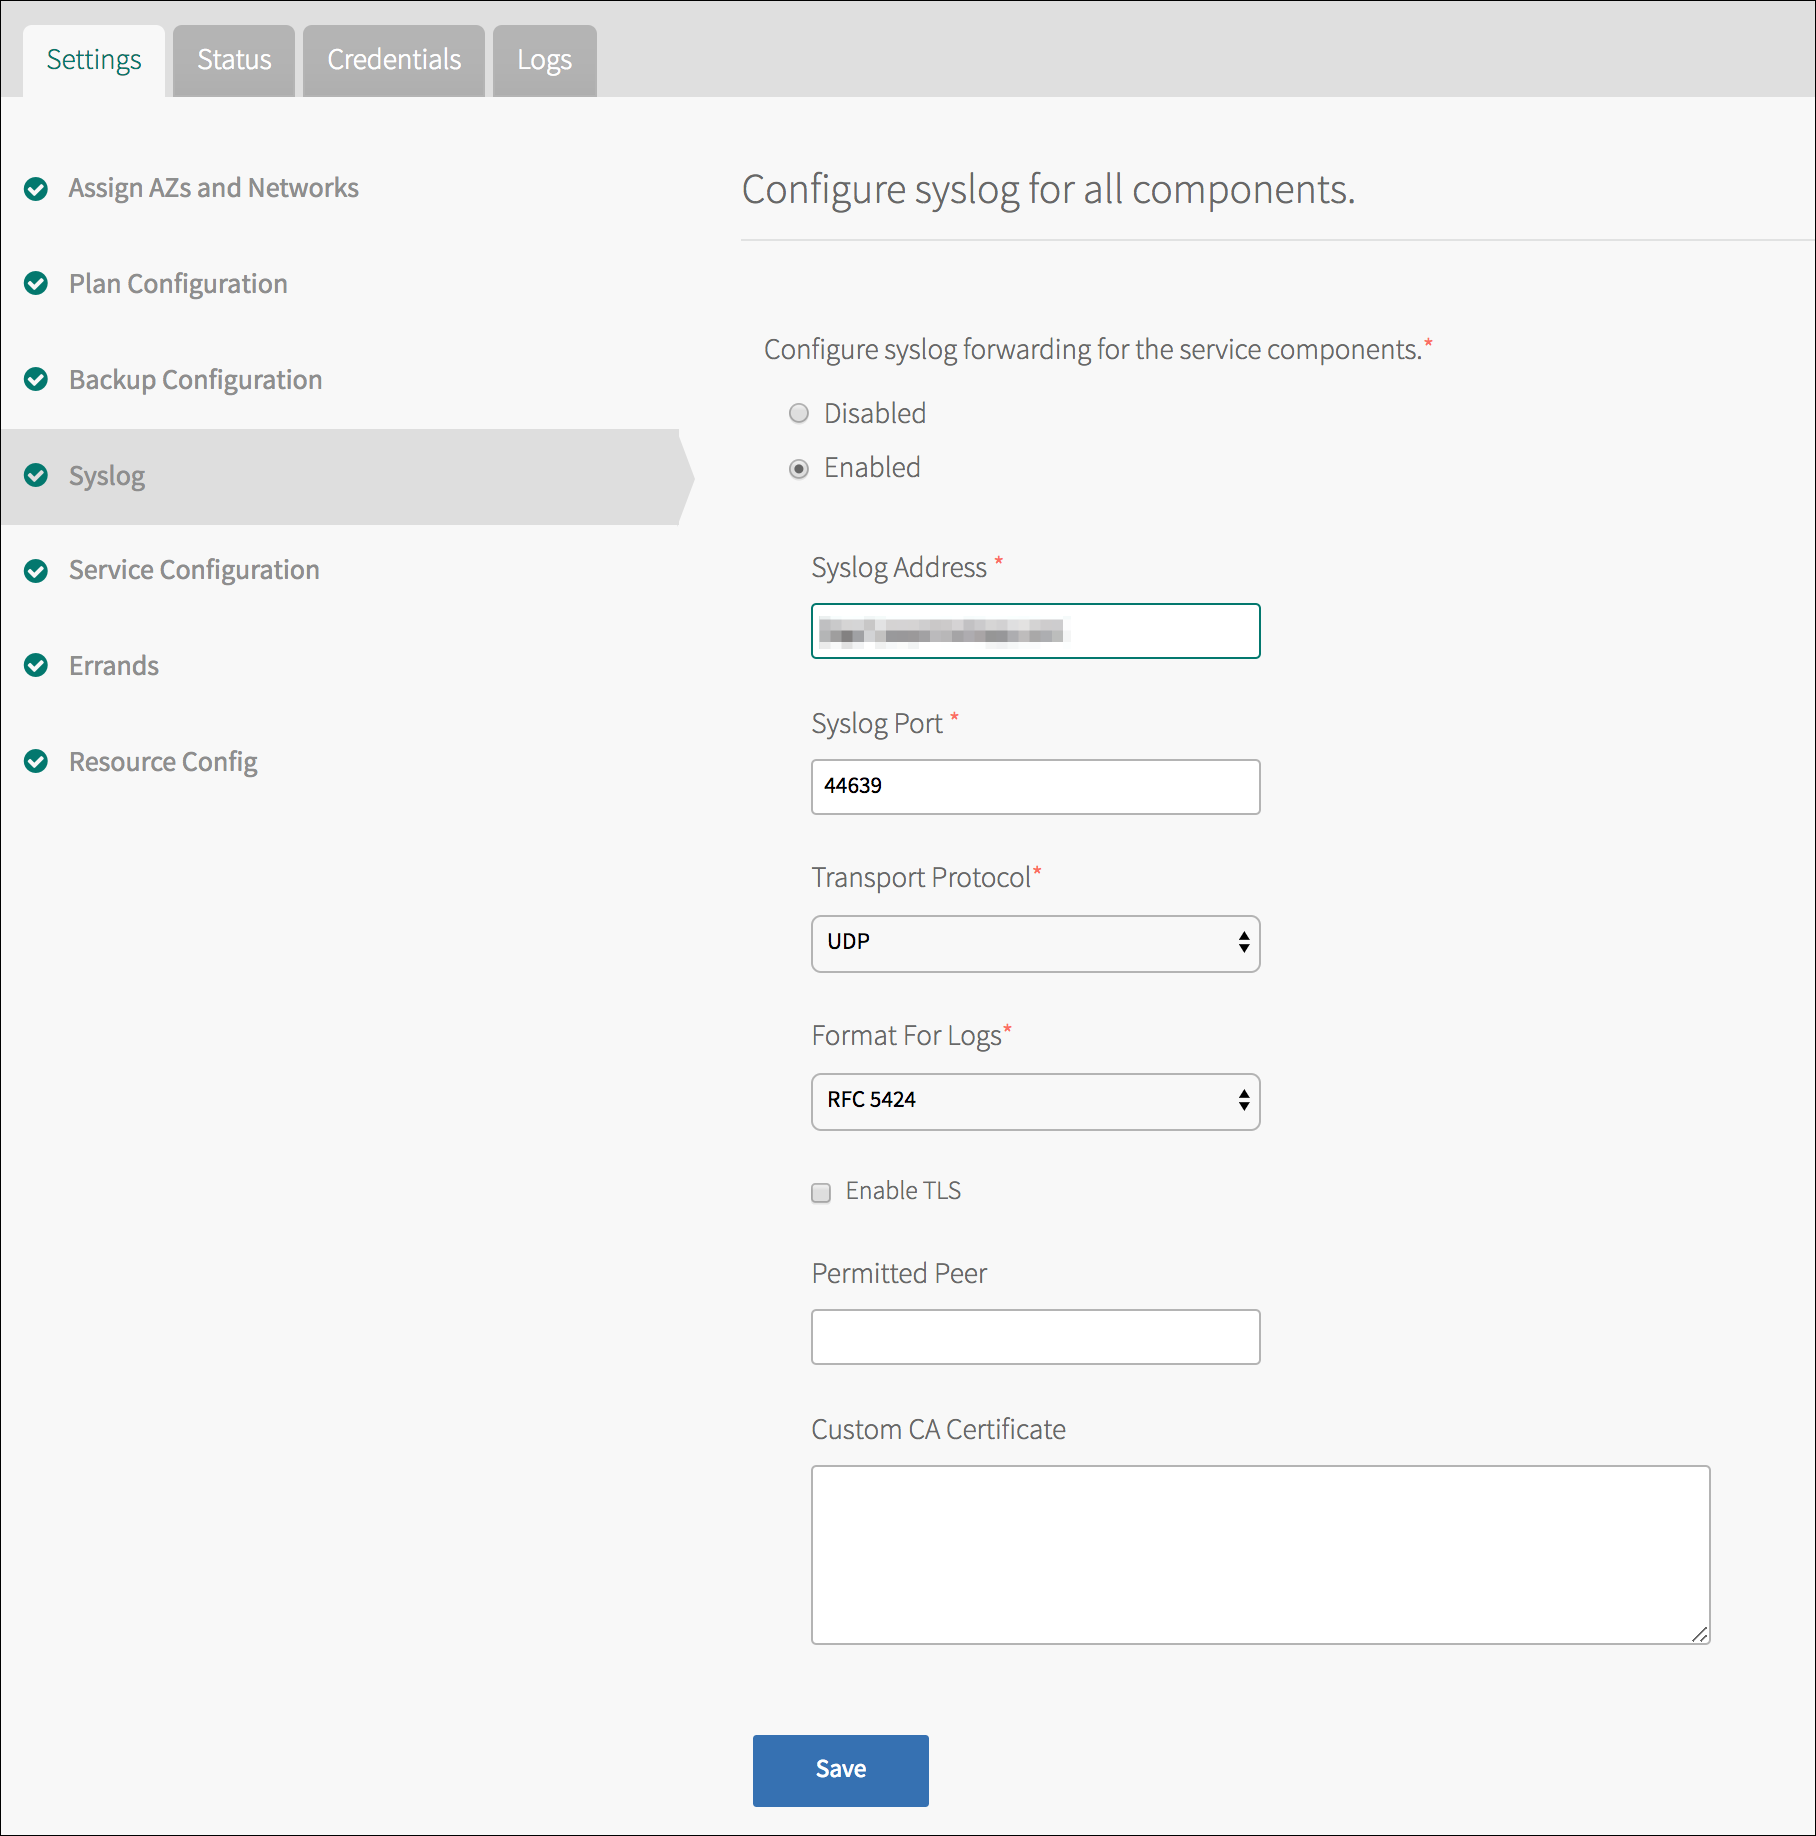 Settings
Status
Credentials
Logs
Assign AZs and Networks
Plan Configuration
Backup Configuration
Syslog
Service Configuration
Errands
Resource Config
Configure syslog for all components.
Configure syslog forwarding for the service components.*
Disabled
Enabled
Syslog Address *
Syslog Port *
44639
Transport Protocol*
UDP
Format For Logs*
RFC 5424
Enable TLS
Permitted Peer
Custom CA Certificate
Save